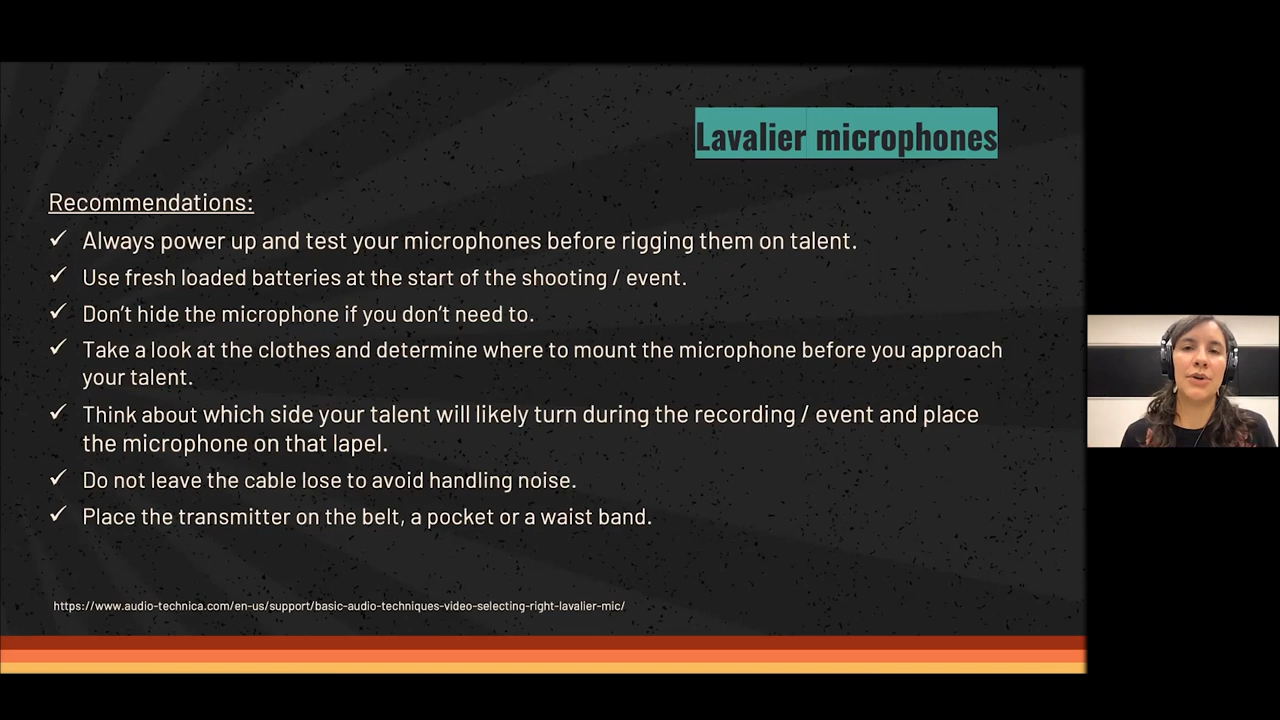 Lavalier microphones
Recommendations:
✓ Always power up and test your microphones before rigging them on talent.
✓ Use fresh loaded batteries at the start of the shooting / event.
✓ Don’t hide the microphone if you don’t need to.
✓ Take a look at the clothes and determine where to mount the microphone before you approach
your talent.
✓ Think about which side your talent will likely turn during the recording / event and place
the microphone on that lapel.
✓ Do not leave the cable lose to avoid handling noise.
✓ Place the transmitter on the belt, a pocket or a waist band.
https://www.audio-technica.com/en-us/support/basic-audio-techniques-video-selecting-right-lavalier-mic/